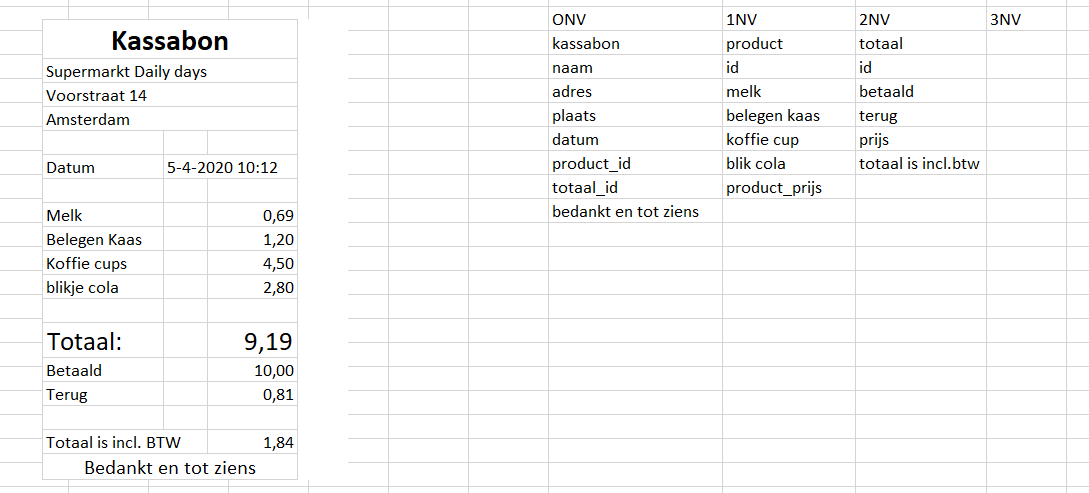 Kassabon
Supermarkt Daily days
Voorstraat 14
Amsterdam
Datum 5-4-2020 10:12
Melk 0,69
Belegen Kaas 1,20
Koffie cups 4,50
blikje cola 2,80
Totaal: 9,19
Betaald 10,00
Terug 0,81
Totaal is incl. BTW 1,84
Bedankt en tot ziens
ONV 1NV 2NV 3NV
kassabon product totaal
naam id id
adres melk betaald
plaats belegen kaas terug
datum koffie cup prijs
product_id blik cola totaal is incl.btw
totaal_id product_prijs
bedankt en tot ziens